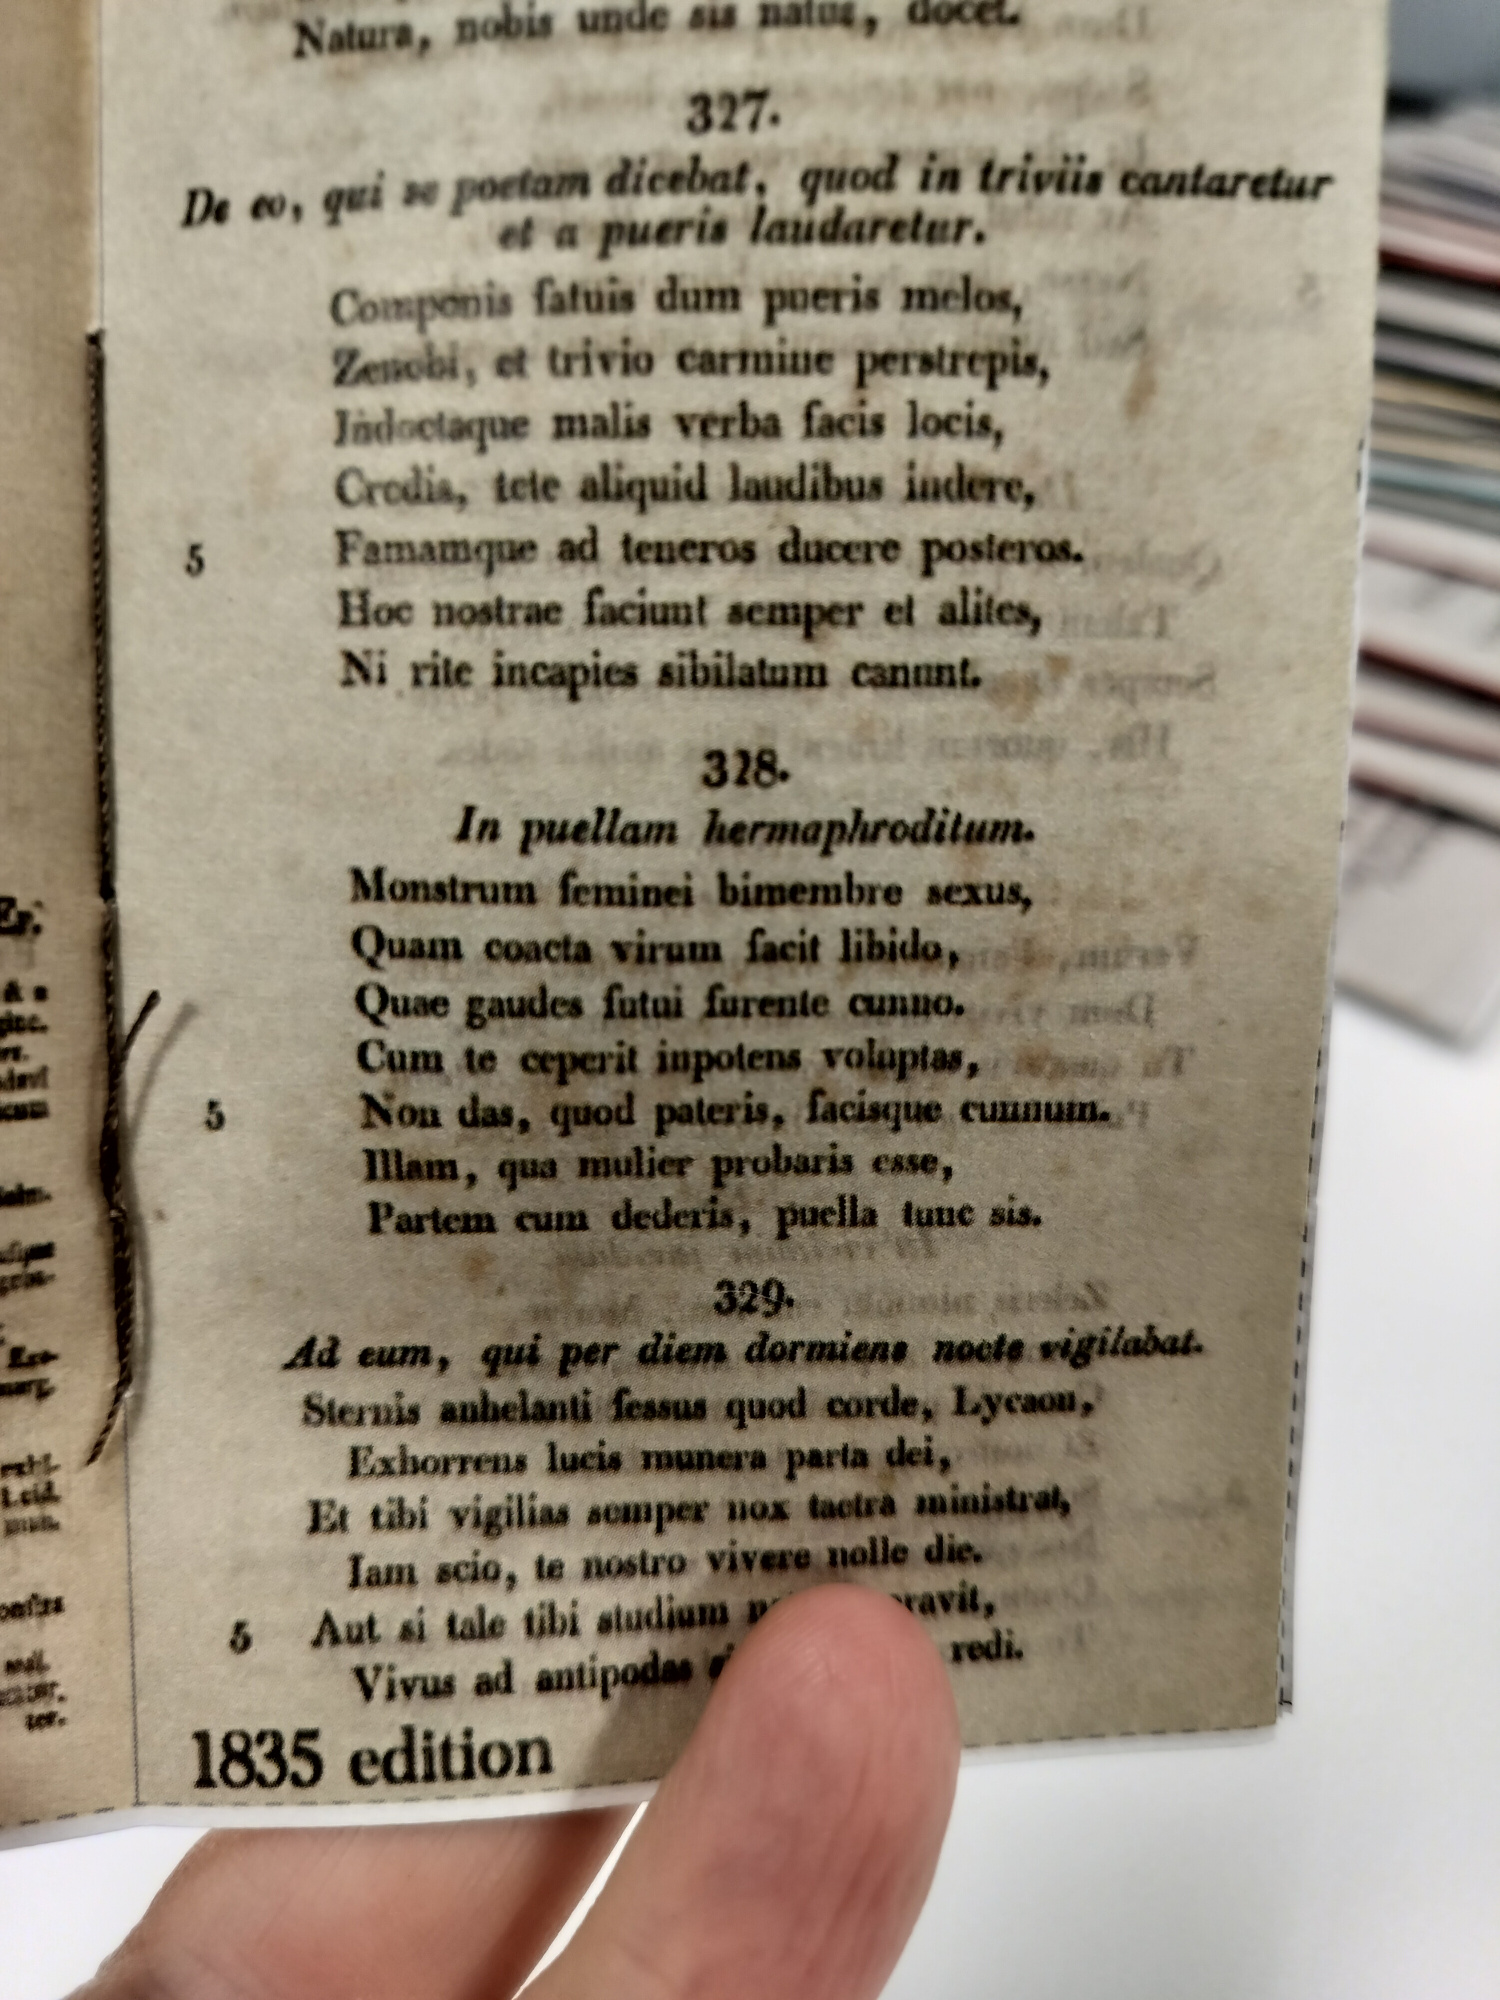 Natura, nobis unde sis natus, docet.
327.
De eo, qui se poetam dicebat, quod in triviis cantaretur
et a pueris laudaretur.
Componis fatuis dum pueris melos,
Zenobi, et trivio carmine perstrepis,
Indoctaque malis verba facis locis,
Credis, tete aliquid laudibus indere,
5 Famamque ad teneros ducere posteros.
Hoc nostrae faciunt semper et alites,
Ni rite incapies sibilatum canunt.
328.
In puellam hermaphroditum.
Monstrum feminei bimembre sexus,
Quam coacta virum facit libido,
Quae gaudes futui furente cunno.
Cum te ceperit inpotens voluptas,
5 Non das, quod pateris, facisque cunnum.
Illam, qua mulier probaris esse,
Partem cum dederis, puella tunc sis.
329.
Ad eum, qui per diem dormiens nocte vigilabat.
Sternis anhelanti fessus quod corde, Lycaon,
Exhorrens lucis munera parta dei,
Et tibi vigilias semper nox taetra ministrat,
Iam scio, te nostro vivere nolle die.
5 Aut si tale tibi studium
Vivus ad antipodas redi.
1835 edition